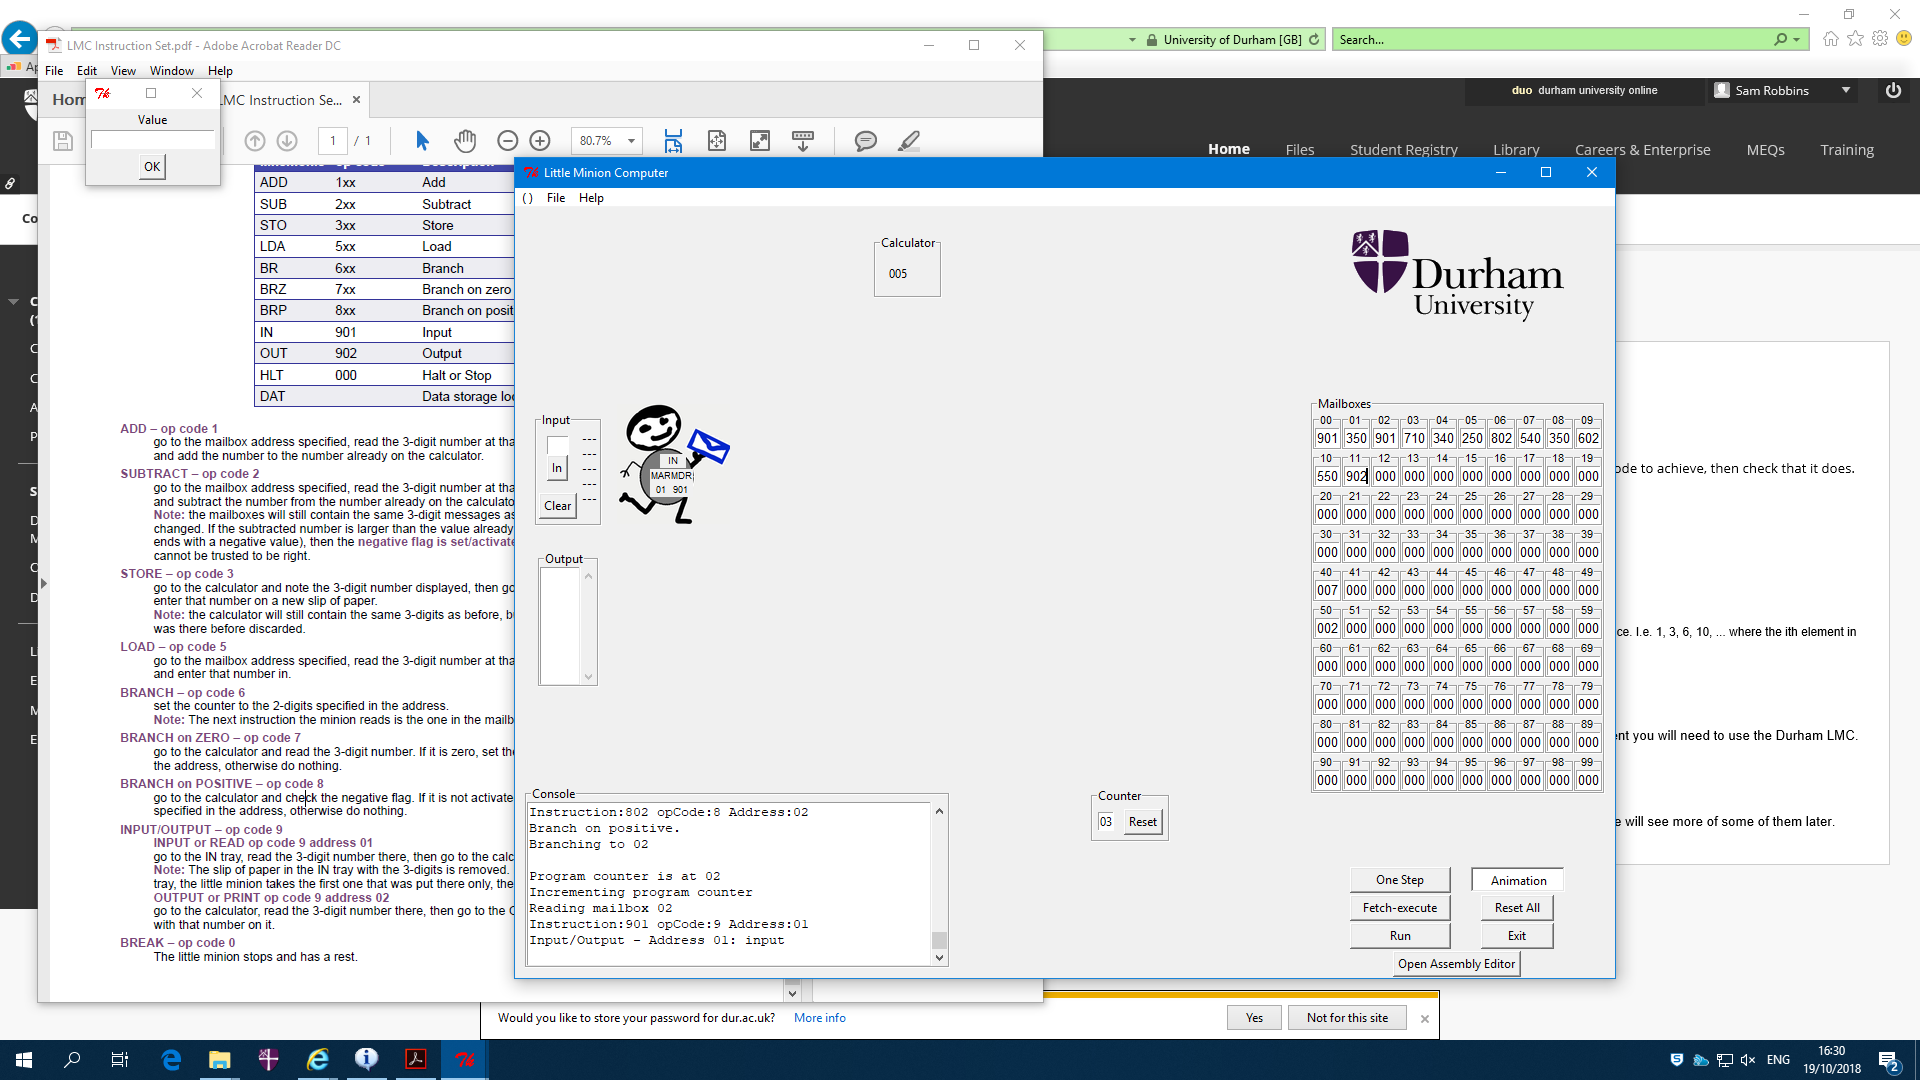 LMC Instruction Set.pdf - Adobe Acrobat Reader DC
University of Durham [GB]
Search...
File Edit View Window Help
duo durham university online
Sam Robbins
LMC Instruction Se...
Value
OK
1 / 1
80.7%
Home Files Student Registry Library Careers & Enterprise MEQs Training
ADD 1xx Add
SUB 2xx Subtract
STO 3xx Store
LDA 5xx Load
BR 6xx Branch
BRZ 7xx Branch on zero
BRP 8xx Branch on posit
IN 901 Input
OUT 902 Output
HLT 000 Halt or Stop
DAT Data storage lo
ADD – op code 1
go to the mailbox address specified, read the 3-digit number at tha
and add the number to the number already on the calculator.
SUBTRACT – op code 2
go to the mailbox address specified, read the 3-digit number at tha
and subtract the number from the number already on the calculato
Note: the mailboxes will still contain the same 3-digit messages as
changed. If the subtracted number is larger than the value already
ends with a negative value), then the negative flag is set/activate
cannot be trusted to be right.
STORE – op code 3
go to the calculator and note the 3-digit number displayed, then go
enter that number on a new slip of paper.
Note: the calculator will still contain the same 3-digits as before, b
was there before discarded.
LOAD – op code 5
go to the mailbox address specified, read the 3-digit number at tha
and enter that number in.
BRANCH – op code 6
set the counter to the 2-digits specified in the address.
Note: The next instruction the minion reads is the one in the mailb
BRANCH on ZERO – op code 7
go to the calculator and read the 3-digit number. If it is zero, set the
the address, otherwise do nothing.
BRANCH on POSITIVE – op code 8
go to the calculator and check the negative flag. If it is not activate
specified in the address, otherwise do nothing.
INPUT/OUTPUT – op code 9
INPUT or READ op code 9 address 01
go to the IN tray, read the 3-digit number there, then go to the calc
Note: The slip of paper in the IN tray with the 3-digits is removed.
tray, the little minion takes the first one that was put there only, the
OUTPUT or PRINT op code 9 address 02
go to the calculator, read the 3-digit number there, then go to the O
with that number on it.
BREAK – op code 0
The little minion stops and has a rest.
Little Minion Computer
( ) File Help
Calculator
005
Durham
University
Input
In
Clear
---
---
---
---
---
IN
MARMDR
01 901
Output
Mailboxes
00 01 02 03 04 05 06 07 08 09
901 350 901 710 340 250 802 540 350 602
10 11 12 13 14 15 16 17 18 19
550 902 000 000 000 000 000 000 000 000
20 21 22 23 24 25 26 27 28 29
000 000 000 000 000 000 000 000 000 000
30 31 32 33 34 35 36 37 38 39
000 000 000 000 000 000 000 000 000 000
40 41 42 43 44 45 46 47 48 49
007 000 000 000 000 000 000 000 000 000
50 51 52 53 54 55 56 57 58 59
002 000 000 000 000 000 000 000 000 000
60 61 62 63 64 65 66 67 68 69
000 000 000 000 000 000 000 000 000 000
70 71 72 73 74 75 76 77 78 79
000 000 000 000 000 000 000 000 000 000
80 81 82 83 84 85 86 87 88 89
000 000 000 000 000 000 000 000 000 000
90 91 92 93 94 95 96 97 98 99
000 000 000 000 000 000 000 000 000 000
Console
Instruction:802 opCode:8 Address:02
Branch on positive.
Branching to 02
Program counter is at 02
Incrementing program counter
Reading mailbox 02
Instruction:901 opCode:9 Address:01
Input/Output - Address 01: input
Counter
03 Reset
One Step Animation
Fetch-execute Reset All
Run Exit
Open Assembly Editor
ode to achieve, then check that it does.
ce. I.e. 1, 3, 6, 10, ... where the ith element in
nt you will need to use the Durham LMC.
e will see more of some of them later.
Would you like to store your password for dur.ac.uk? More info Yes Not for this site
ENG
16:30
19/10/2018
2